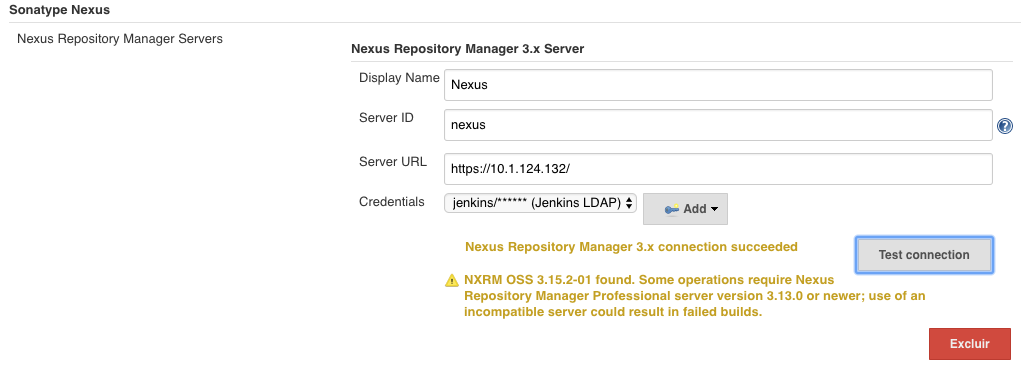 Sonatype Nexus
Nexus Repository Manager Servers
Nexus Repository Manager 3.x Server
Display Name
Nexus
Server ID
nexus
?
Server URL
https://10.1.124.132/
Credentials
jenkins/****** (Jenkins LDAP)
Add
Nexus Repository Manager 3.x connection succeeded
Test connection
NXRM OSS 3.15.2-01 found. Some operations require Nexus
Repository Manager Professional server version 3.13.0 or newer; use of an
incompatible server could result in failed builds.
Excluir